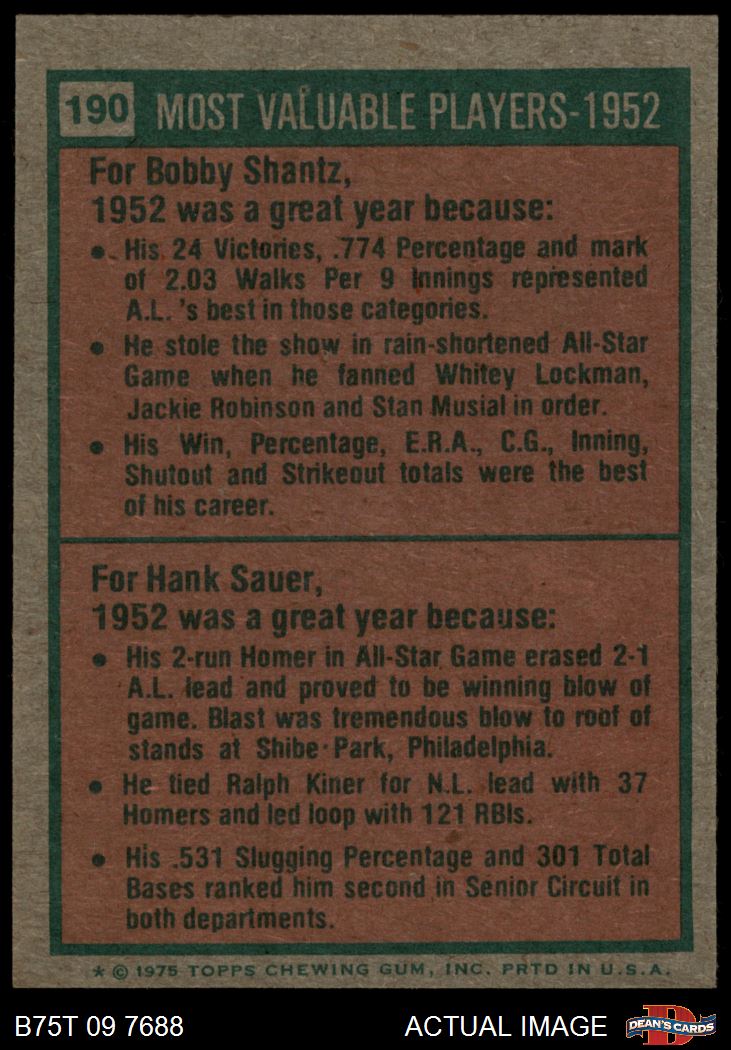 190 MOST VALUABLE PLAYERS-1952
For Bobby Shantz,
1952 was a great year because:
• His 24 Victories, .774 Percentage and mark
of 2.03 Walks Per 9 Innings represented
A.L. 's best in those categories.
• He stole the show in rain-shortened All-Star
Game when he fanned Whitey Lockman,
Jackie Robinson and Stan Musial in order.
• His Win, Percentage, E.R.A., C.G., Inning,
Shutout and Strikeout totals were the best
of his career.
For Hank Sauer,
1952 was a great year because:
• His 2-run Homer in All-Star Game erased 2-1
A.L. lead and proved to be winning blow of
game. Blast was tremendous blow to roof of
stands at Shibe Park, Philadelphia.
• He tied Ralph Kiner for N.L. lead with 37
Homers and led loop with 121 RBIs.
• His .531 Slugging Percentage and 301 Total
Bases ranked him second in Senior Circuit in
both departments.
* © 1975 TOPPS CHEWING GUM, INC. PRTD IN U.S.A.
B75T 09 7688 ACTUAL IMAGE DEAN'S CARDS